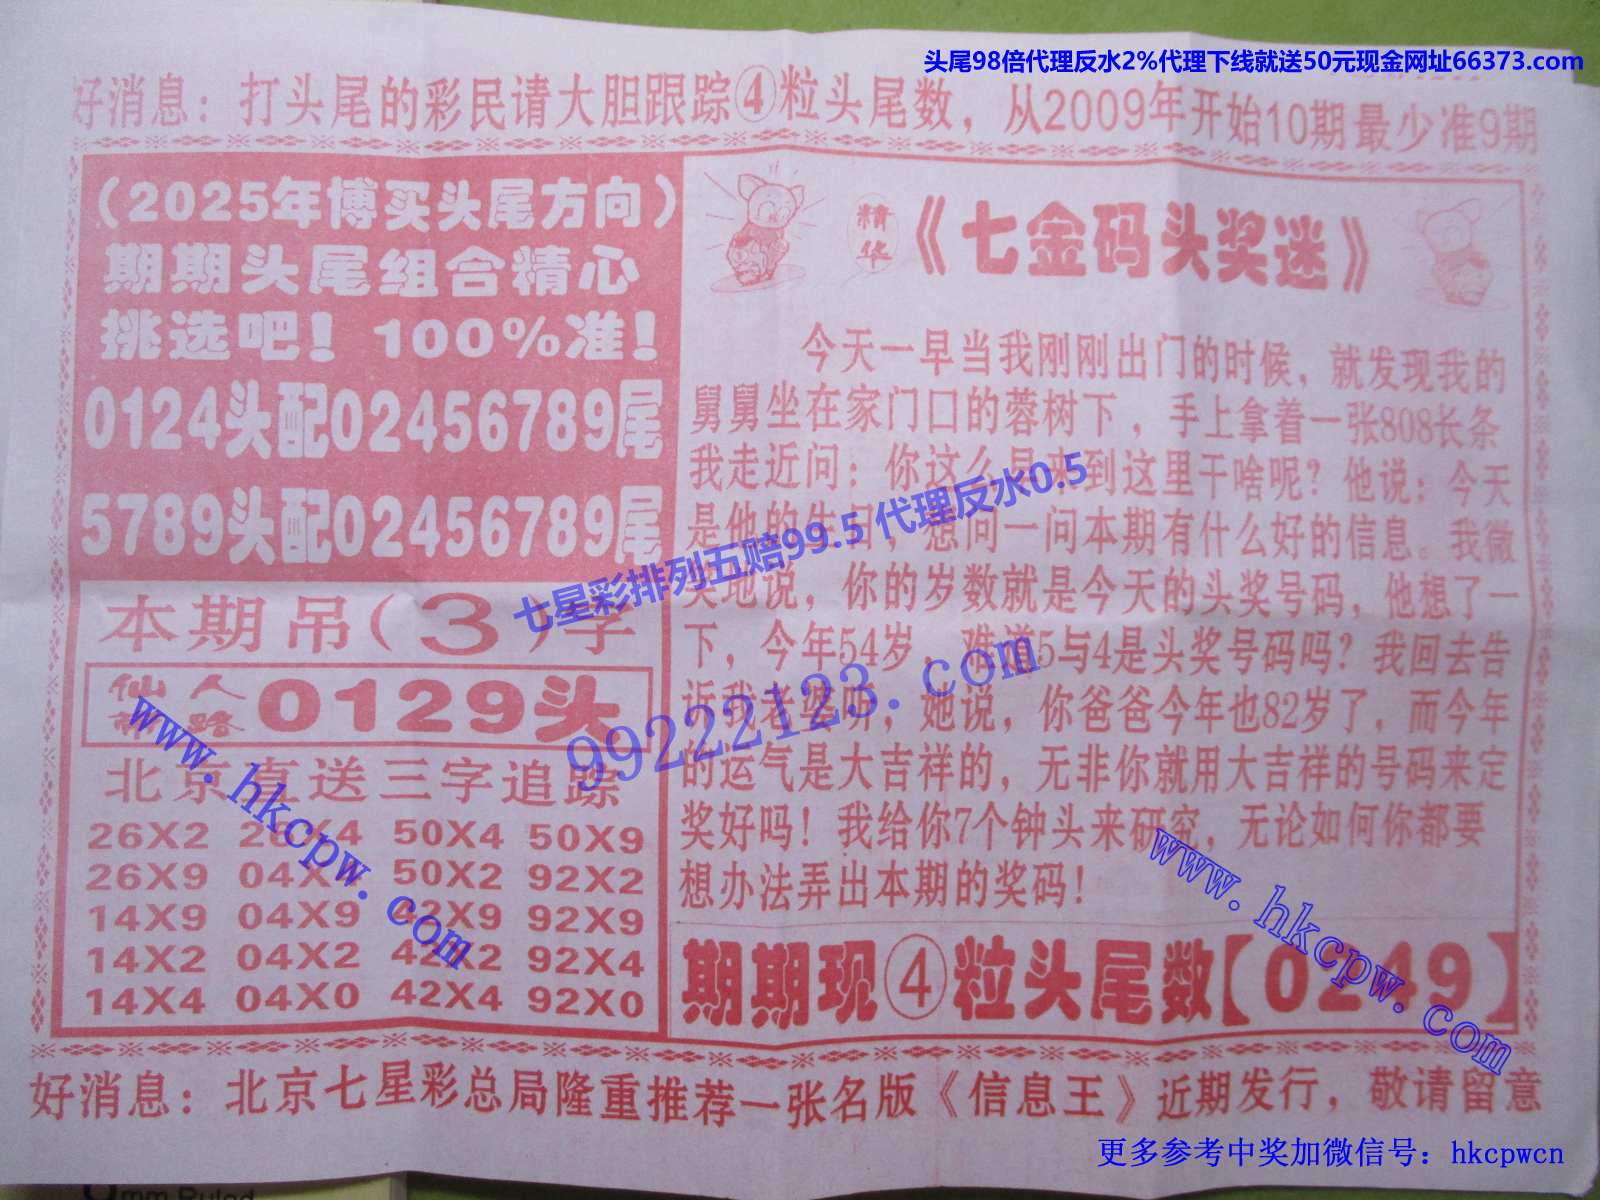 头尾98倍代理反水2%代理下线就送50元现金网址66373.com
好消息：打头尾的彩民请大胆跟踪④粒头尾数，从2009年开始10期最少准9期
（2025年博买头尾方向）
期期头尾组合精心
挑选吧！100%准！
0124头配02456789尾
5789头配02456789尾
本期吊（3）字
仙人 0129头
北京直送三字追踪
26X2 26X4 50X4 50X9
26X9 04X 50X2 92X2
14X9 04X9 42X9 92X9
14X2 04X2 42X2 92X4
14X4 04X0 42X4 92X0
精华
《七金码头奖迷》
今天一早当我刚刚出门的时候，就发现我的
舅舅坐在家门口的蓉树下，手上拿着一张808长条
我走近问：你这么早来到这里干啥呢？他说：今天
是他的生日，想问一问本期有什么好的信息。我微
笑地说，你的岁数就是今天的头奖号码，他想了一
下，今年54岁，难道5与4是头奖号码吗？我回去告
诉我老婆听，她说，你爸爸今年也82岁了，而今年
的运气是大吉祥的，无非你就用大吉祥的号码来定
奖好吗！我给你7个钟头来研究，无论如何你都要
想办法弄出本期的奖码！
期期现④粒头尾数【0249】
好消息：北京七星彩总局隆重推荐一张名版《信息王》近期发行，敬请留意
七星彩排列五赔99.5 代理反水0.5
99222123.com
www.hkcpw.com
www.hkcpw.com
更多参考中奖加微信号：hkcpwcn
mm Ruled